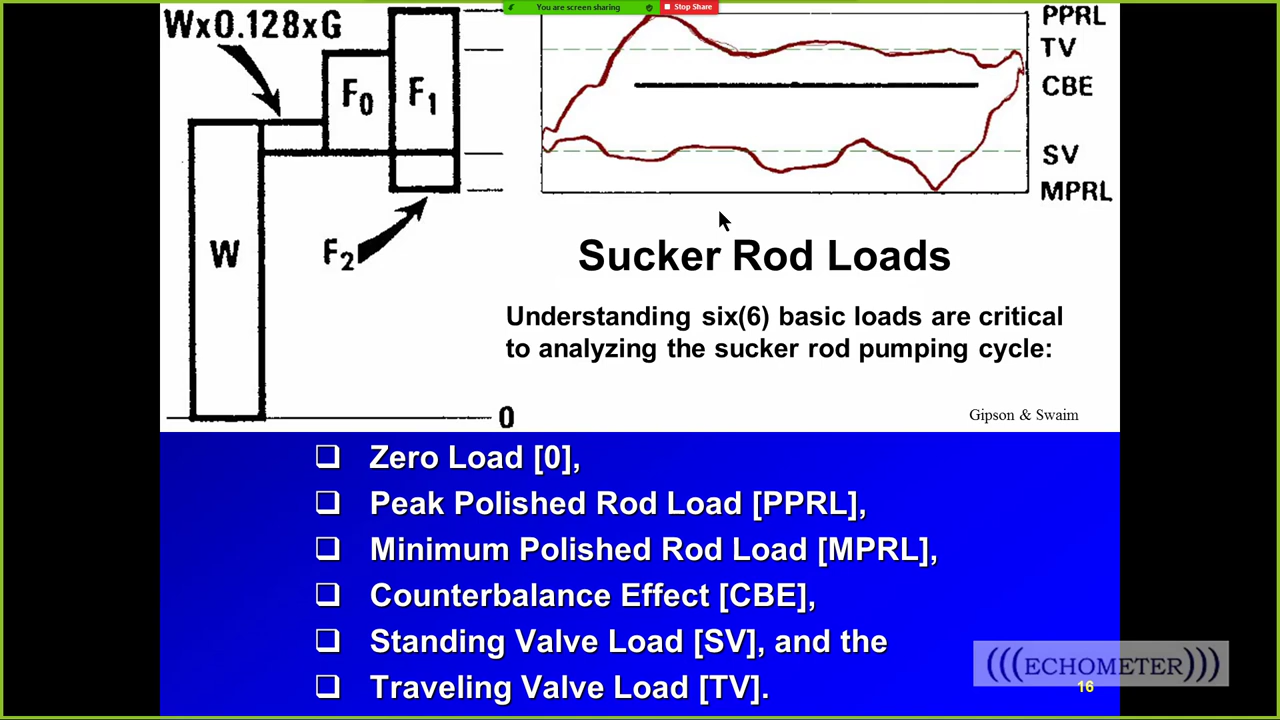 You are screen sharing
Stop Share
Wx0.128xG
F0
F1
W
F2
0
PPRL
TV
CBE
SV
MPRL
Sucker Rod Loads
Understanding six(6) basic loads are critical
to analyzing the sucker rod pumping cycle:
Gipson & Swaim
Zero Load [0],
Peak Polished Rod Load [PPRL],
Minimum Polished Rod Load [MPRL],
Counterbalance Effect [CBE],
Standing Valve Load [SV], and the
Traveling Valve Load [TV].
(((ECHOMETER)))
16